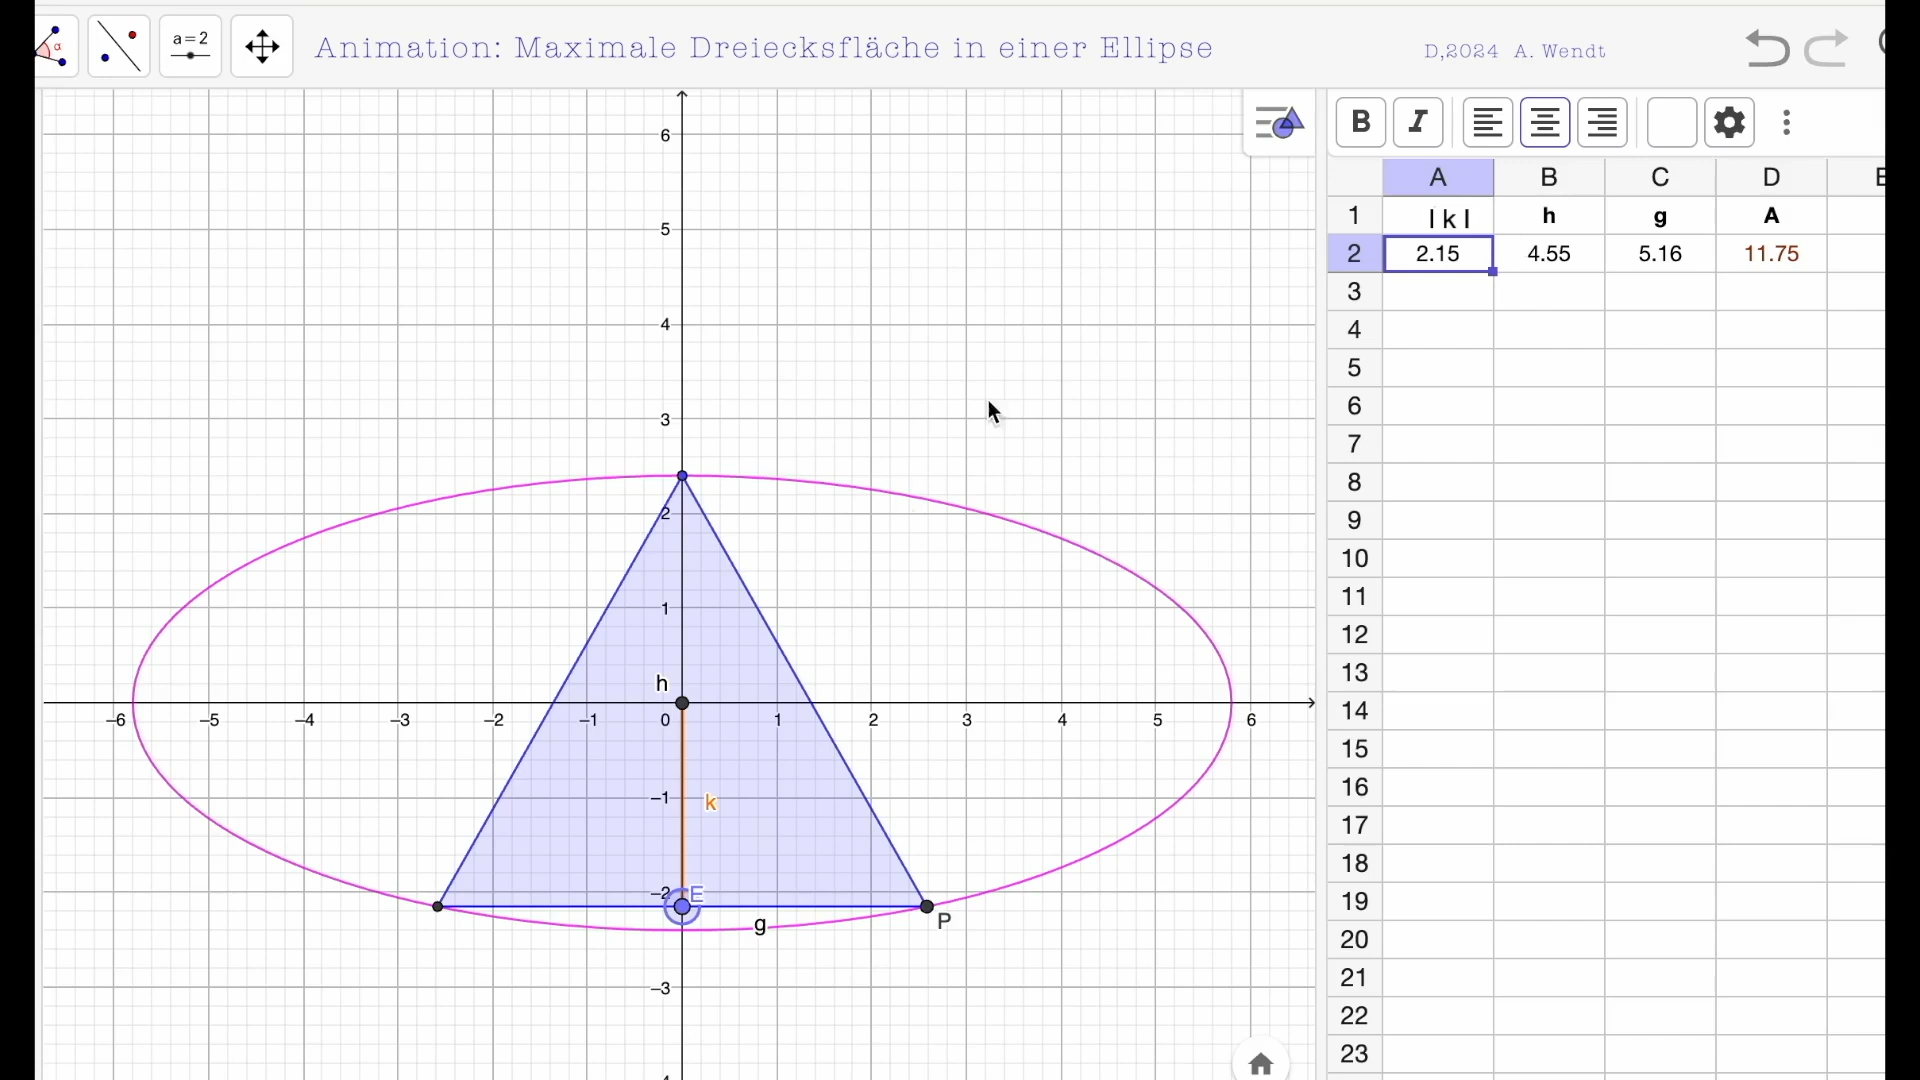 α
a=2
Animation: Maximale Dreiecksfläche in einer Ellipse
D,2024 A. Wendt
B I
A B C D E
1 | k | h g A
2 2.15 4.55 5.16 11.75
3
4
5
6
7
8
9
10
11
12
13
14
15
16
17
18
19
20
21
22
23
6
5
4
3
2
1
h
–6 –5 –4 –3 –2 –1 0 1 2 3 4 5 6
–1 k
–2 E
g P
–3